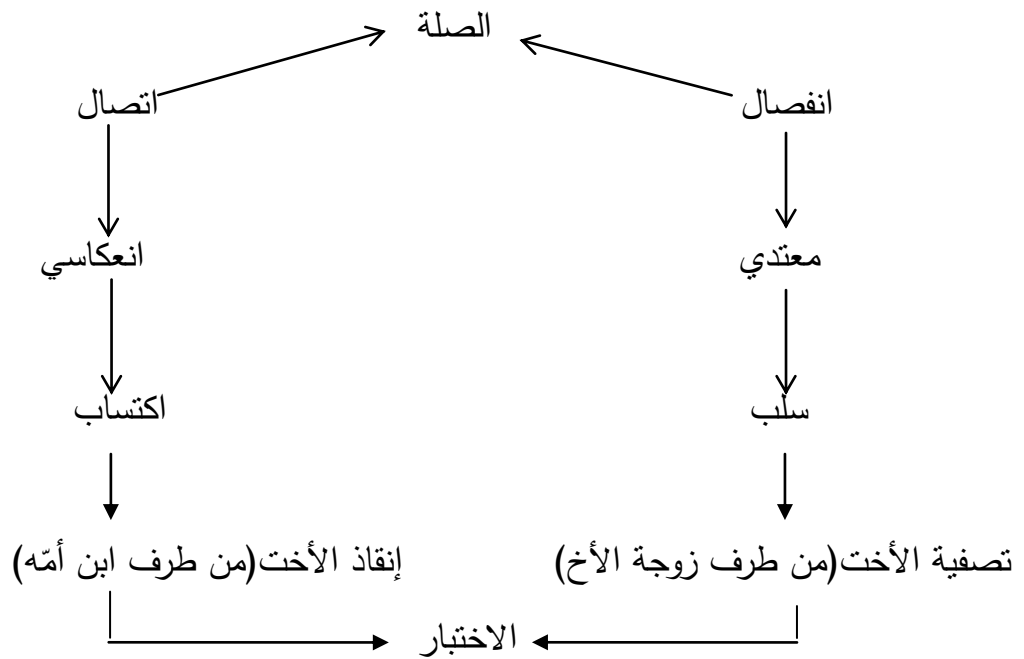 الصلة
انفصال اتصال
معتدي انعكاسي
سلب اكتساب
تصفية الأخت(من طرف زوجة الأخ) إنقاذ الأخت(من طرف ابن أمّه)
الاختبار